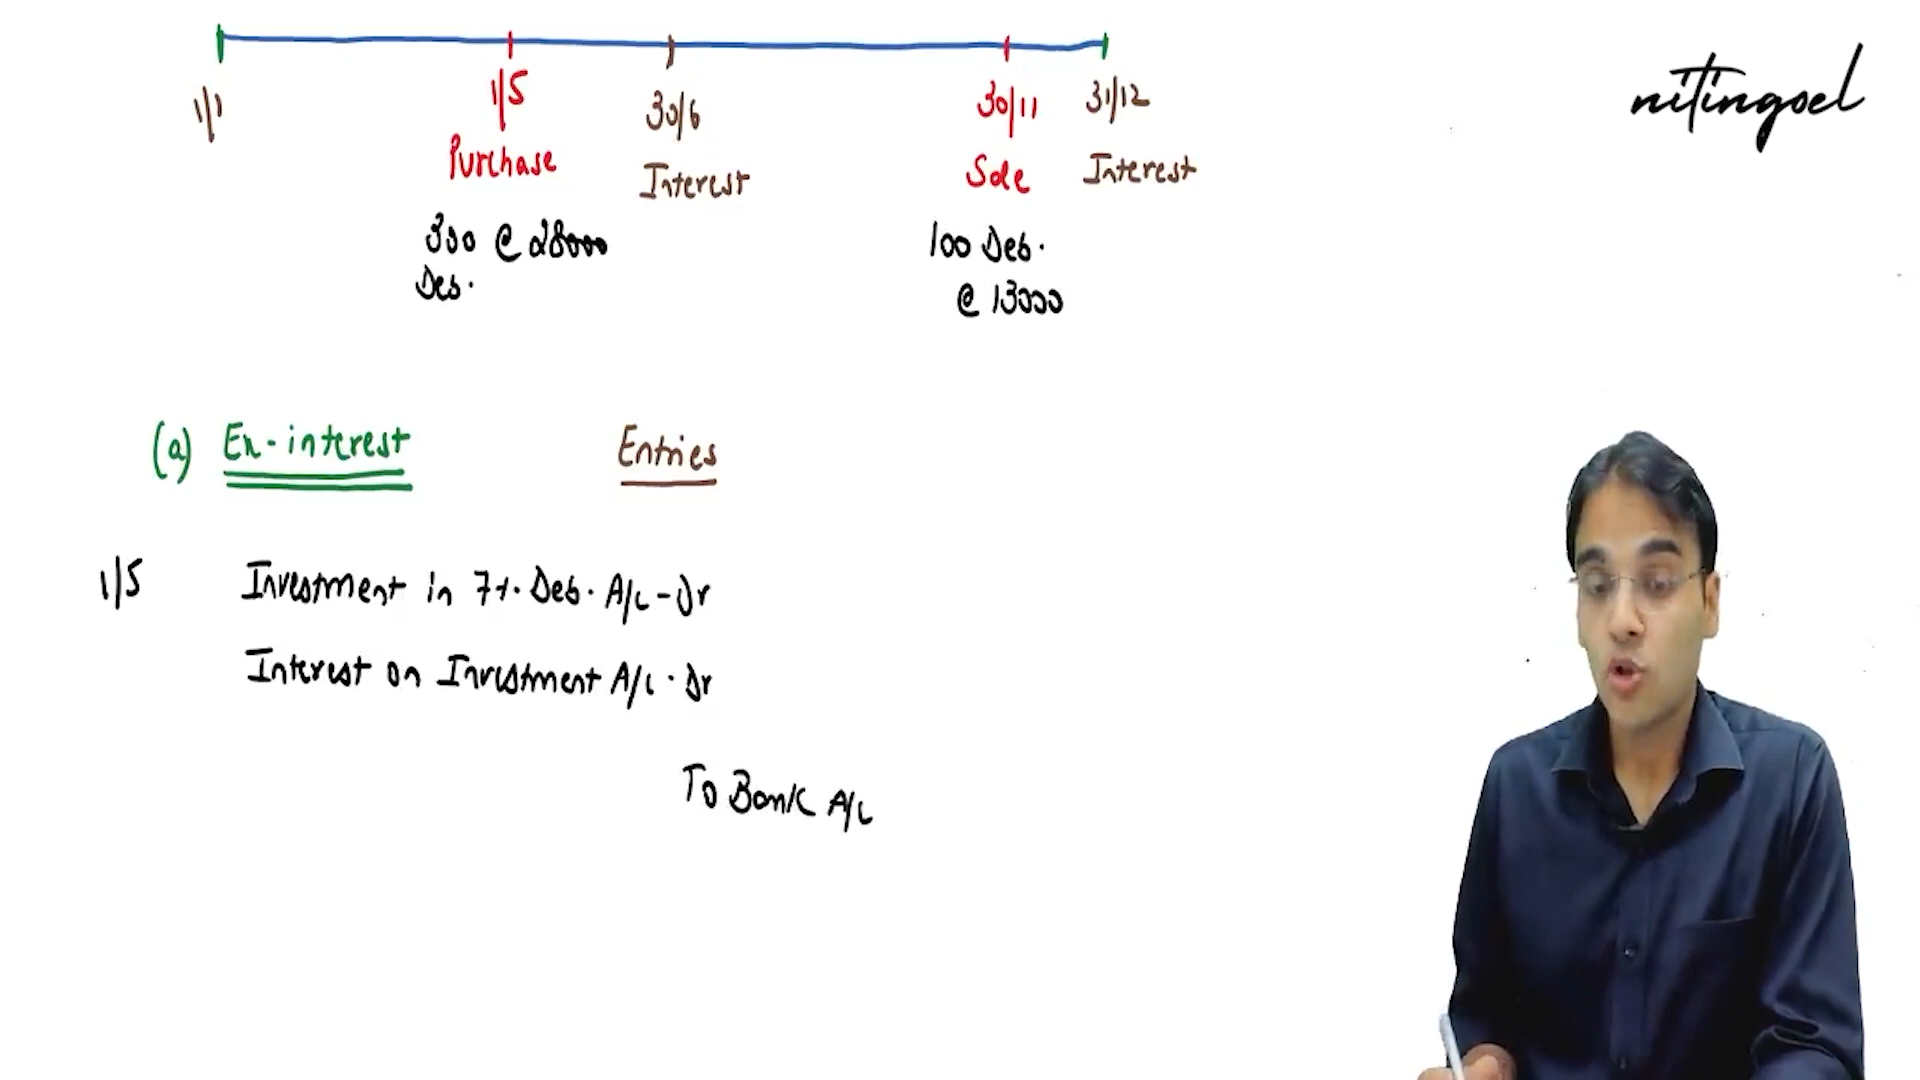 1/1
1/5
30/6
30/11
31/12
nitingoel
Purchase
Interest
Sale
Interest
300 @ 28000
Deb.
100 Deb.
@ 13000
(a) Ex-interest
Entries
1/5 Investment in 7% Deb. A/c - Dr
Interest on Investment A/c - Dr
To Bank A/c